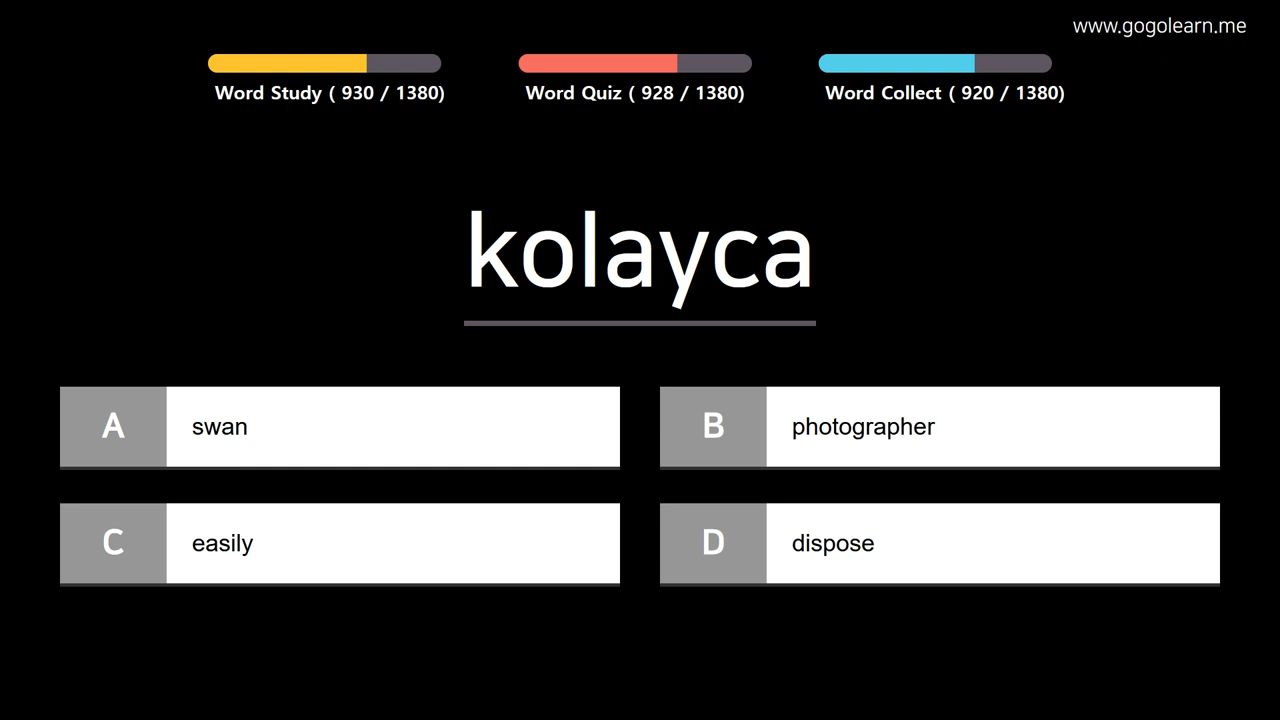 www.gogolearn.me
Word Study ( 930 / 1380)
Word Quiz ( 928 / 1380)
Word Collect ( 920 / 1380)
kolayca
A swan
B photographer
C easily
D dispose